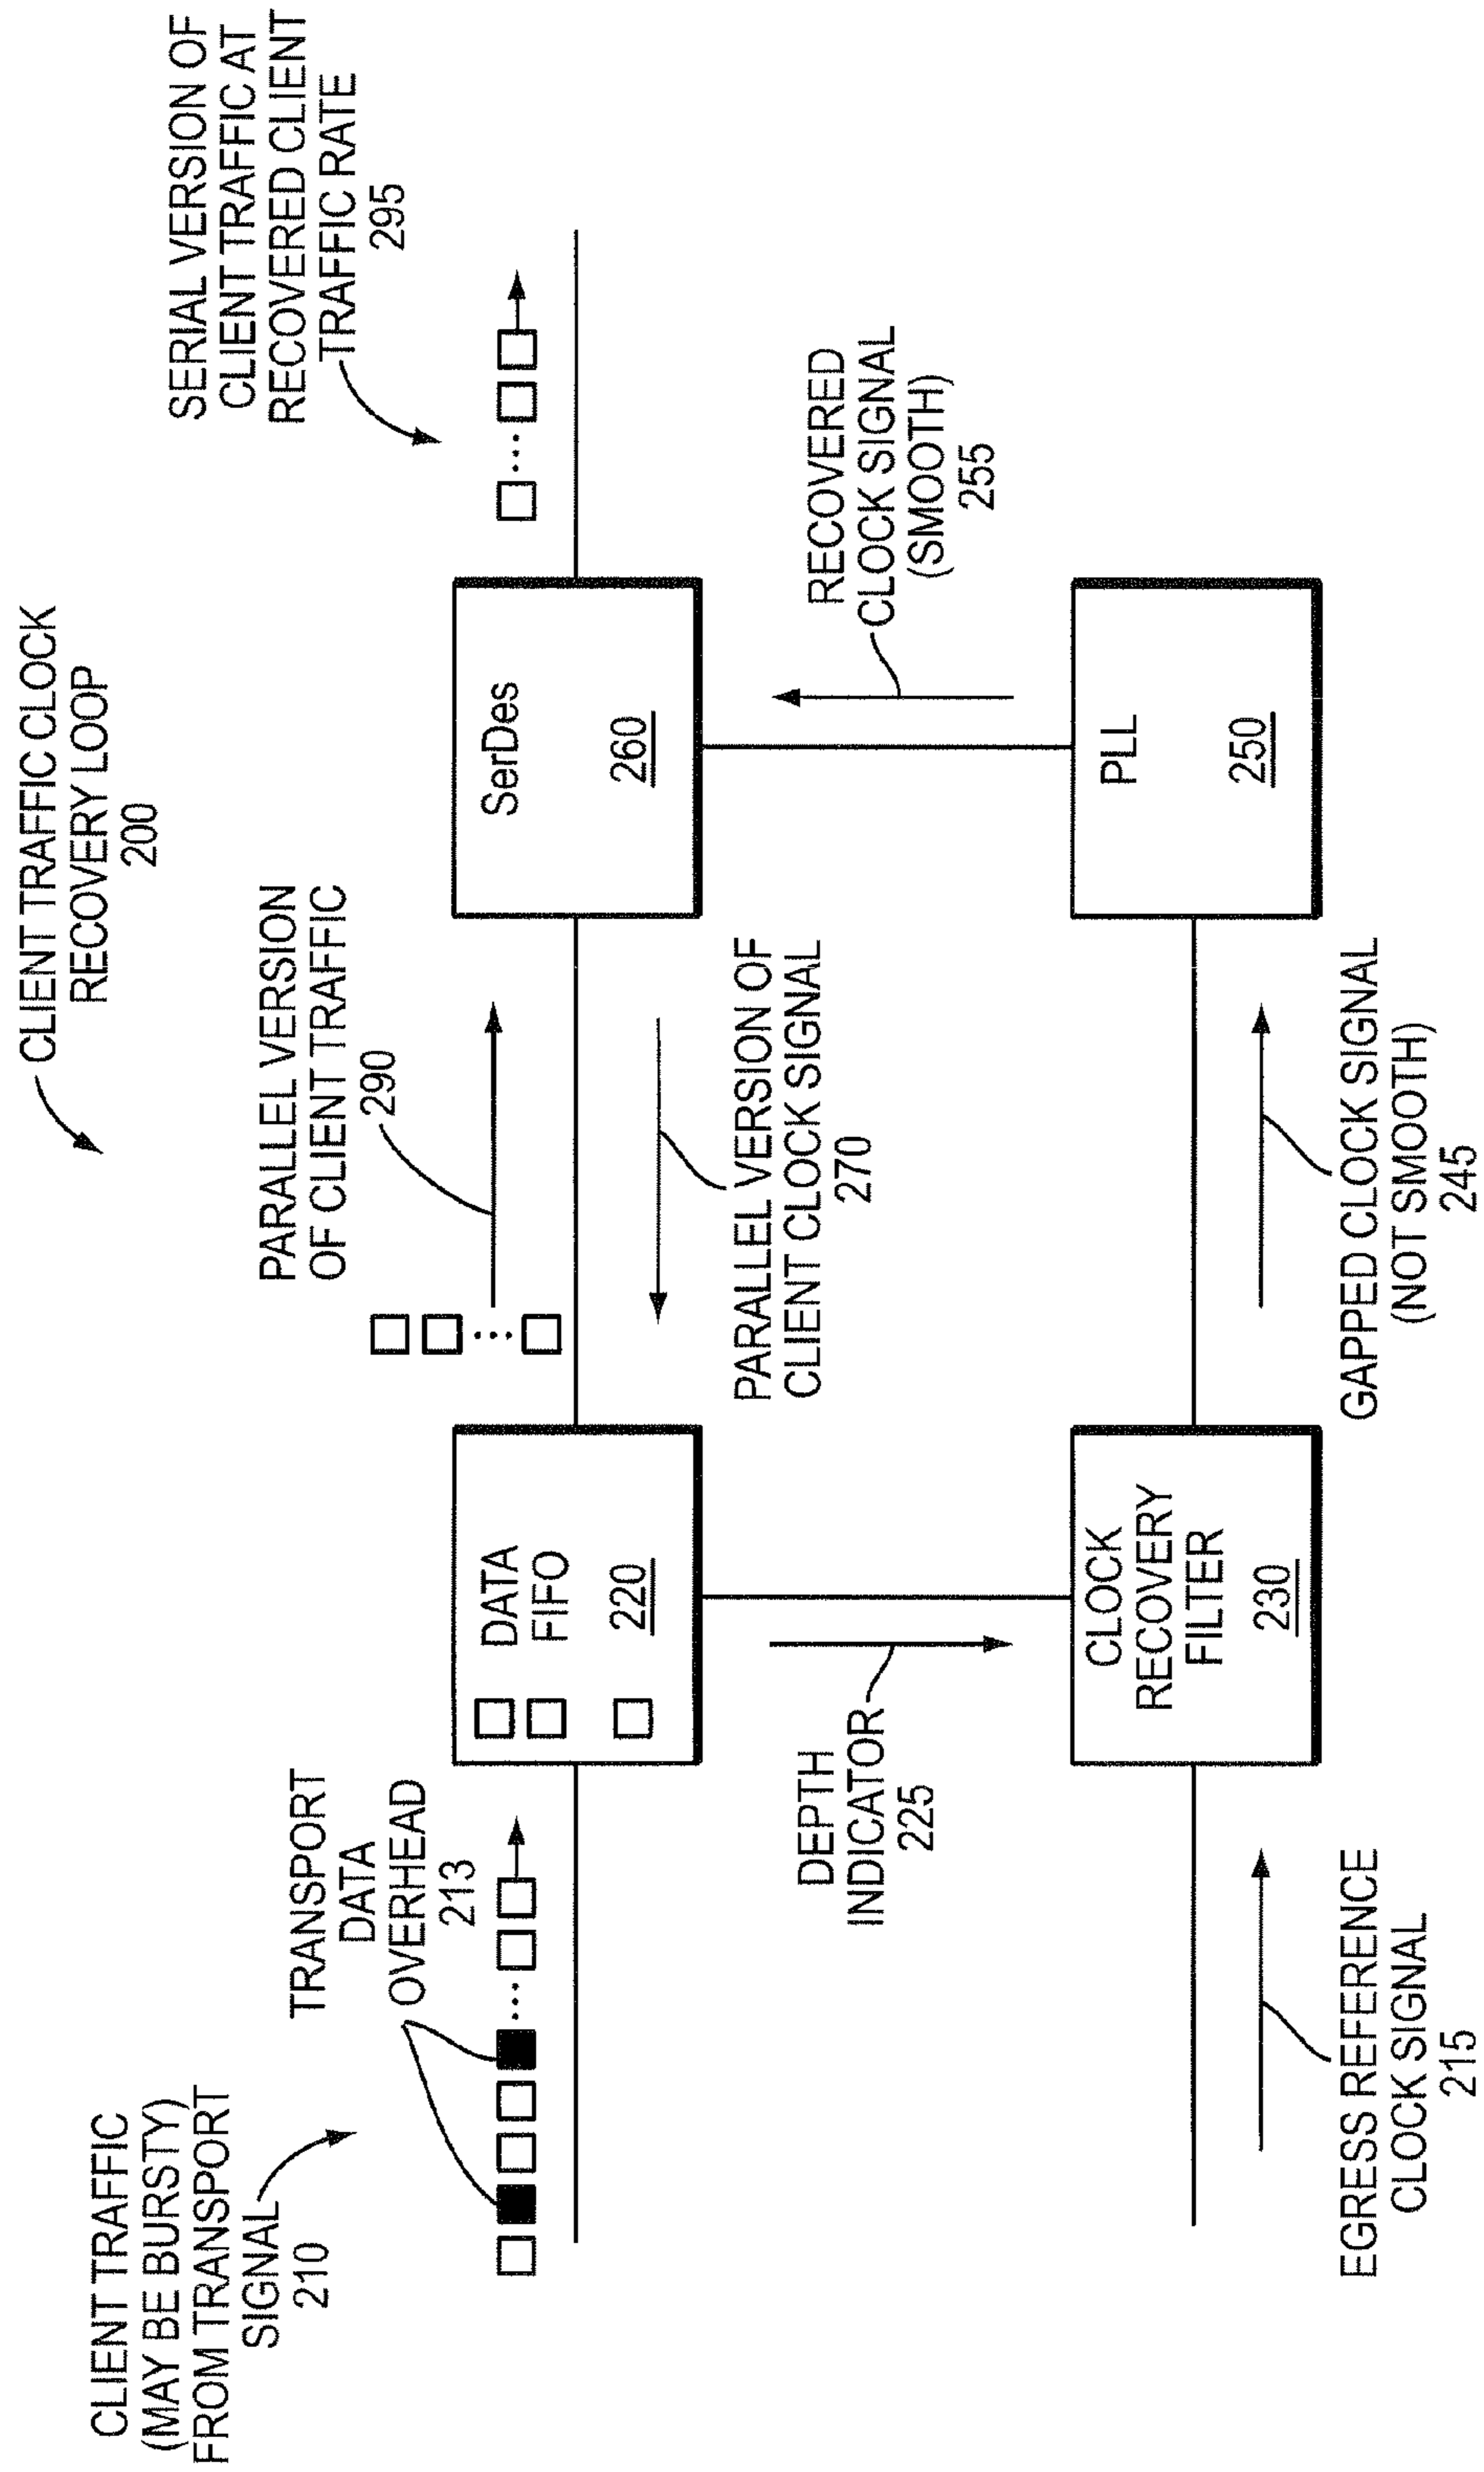 CLIENT TRAFFIC CLOCK
RECOVERY LOOP
200
CLIENT TRAFFIC
(MAY BE BURSTY)
FROM TRANSPORT
SIGNAL
210
TRANSPORT
DATA
OVERHEAD
213
PARALLEL VERSION
OF CLIENT TRAFFIC
290
SERIAL VERSION OF
CLIENT TRAFFIC AT
RECOVERED CLIENT
TRAFFIC RATE
295
DATA
FIFO
220
SerDes
260
PARALLEL VERSION OF
CLIENT CLOCK SIGNAL
270
DEPTH
INDICATOR
225
RECOVERED
CLOCK SIGNAL
(SMOOTH)
255
CLOCK
RECOVERY
FILTER
230
PLL
250
EGRESS REFERENCE
CLOCK SIGNAL
215
GAPPED CLOCK SIGNAL
(NOT SMOOTH)
245